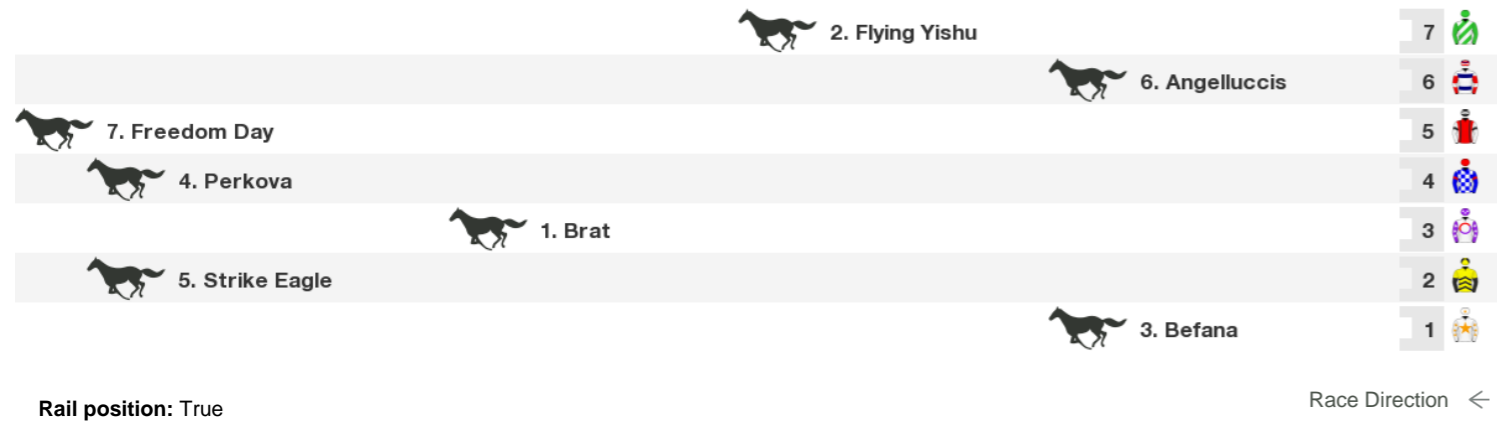 2. Flying Yishu 7
6. Angelluccis 6
7. Freedom Day 5
4. Perkova 4
1. Brat 3
5. Strike Eagle 2
3. Befana 1
Race Direction
Rail position: True